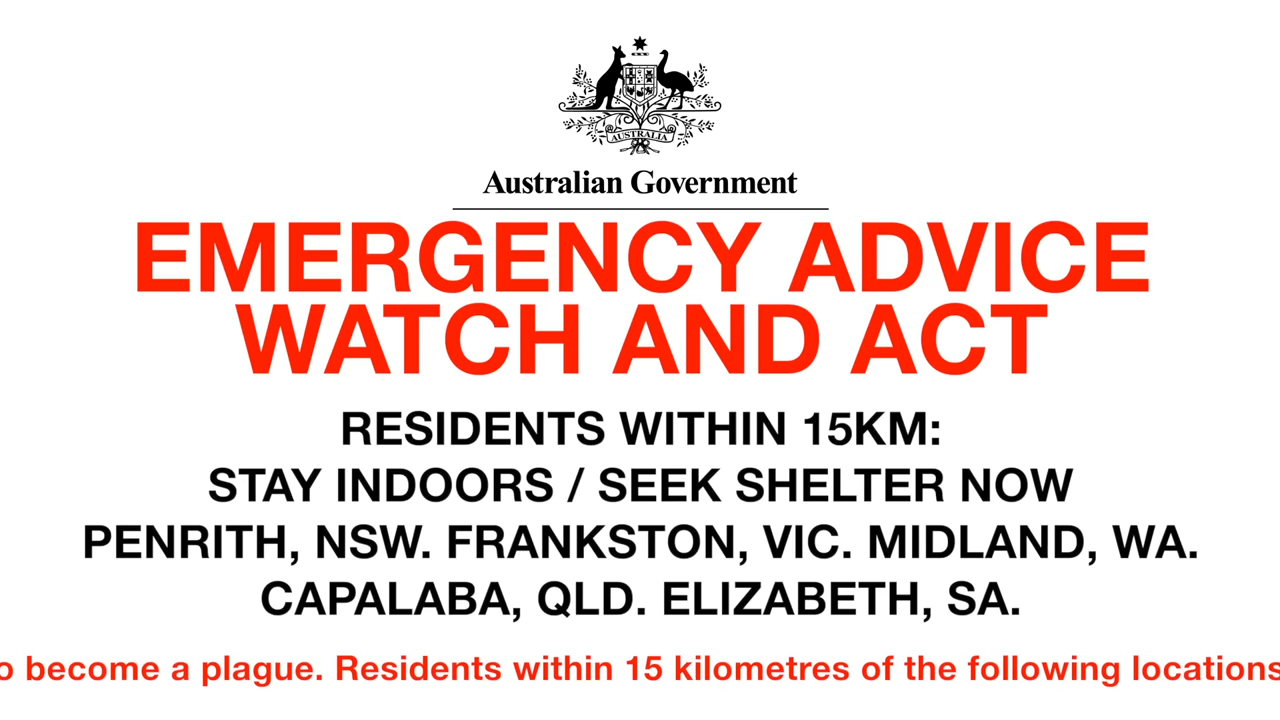 AUSTRALIA
Australian Government
EMERGENCY ADVICE
WATCH AND ACT
RESIDENTS WITHIN 15KM:
STAY INDOORS / SEEK SHELTER NOW
PENRITH, NSW. FRANKSTON, VIC. MIDLAND, WA.
CAPALABA, QLD. ELIZABETH, SA.
o become a plague. Residents within 15 kilometres of the following locations